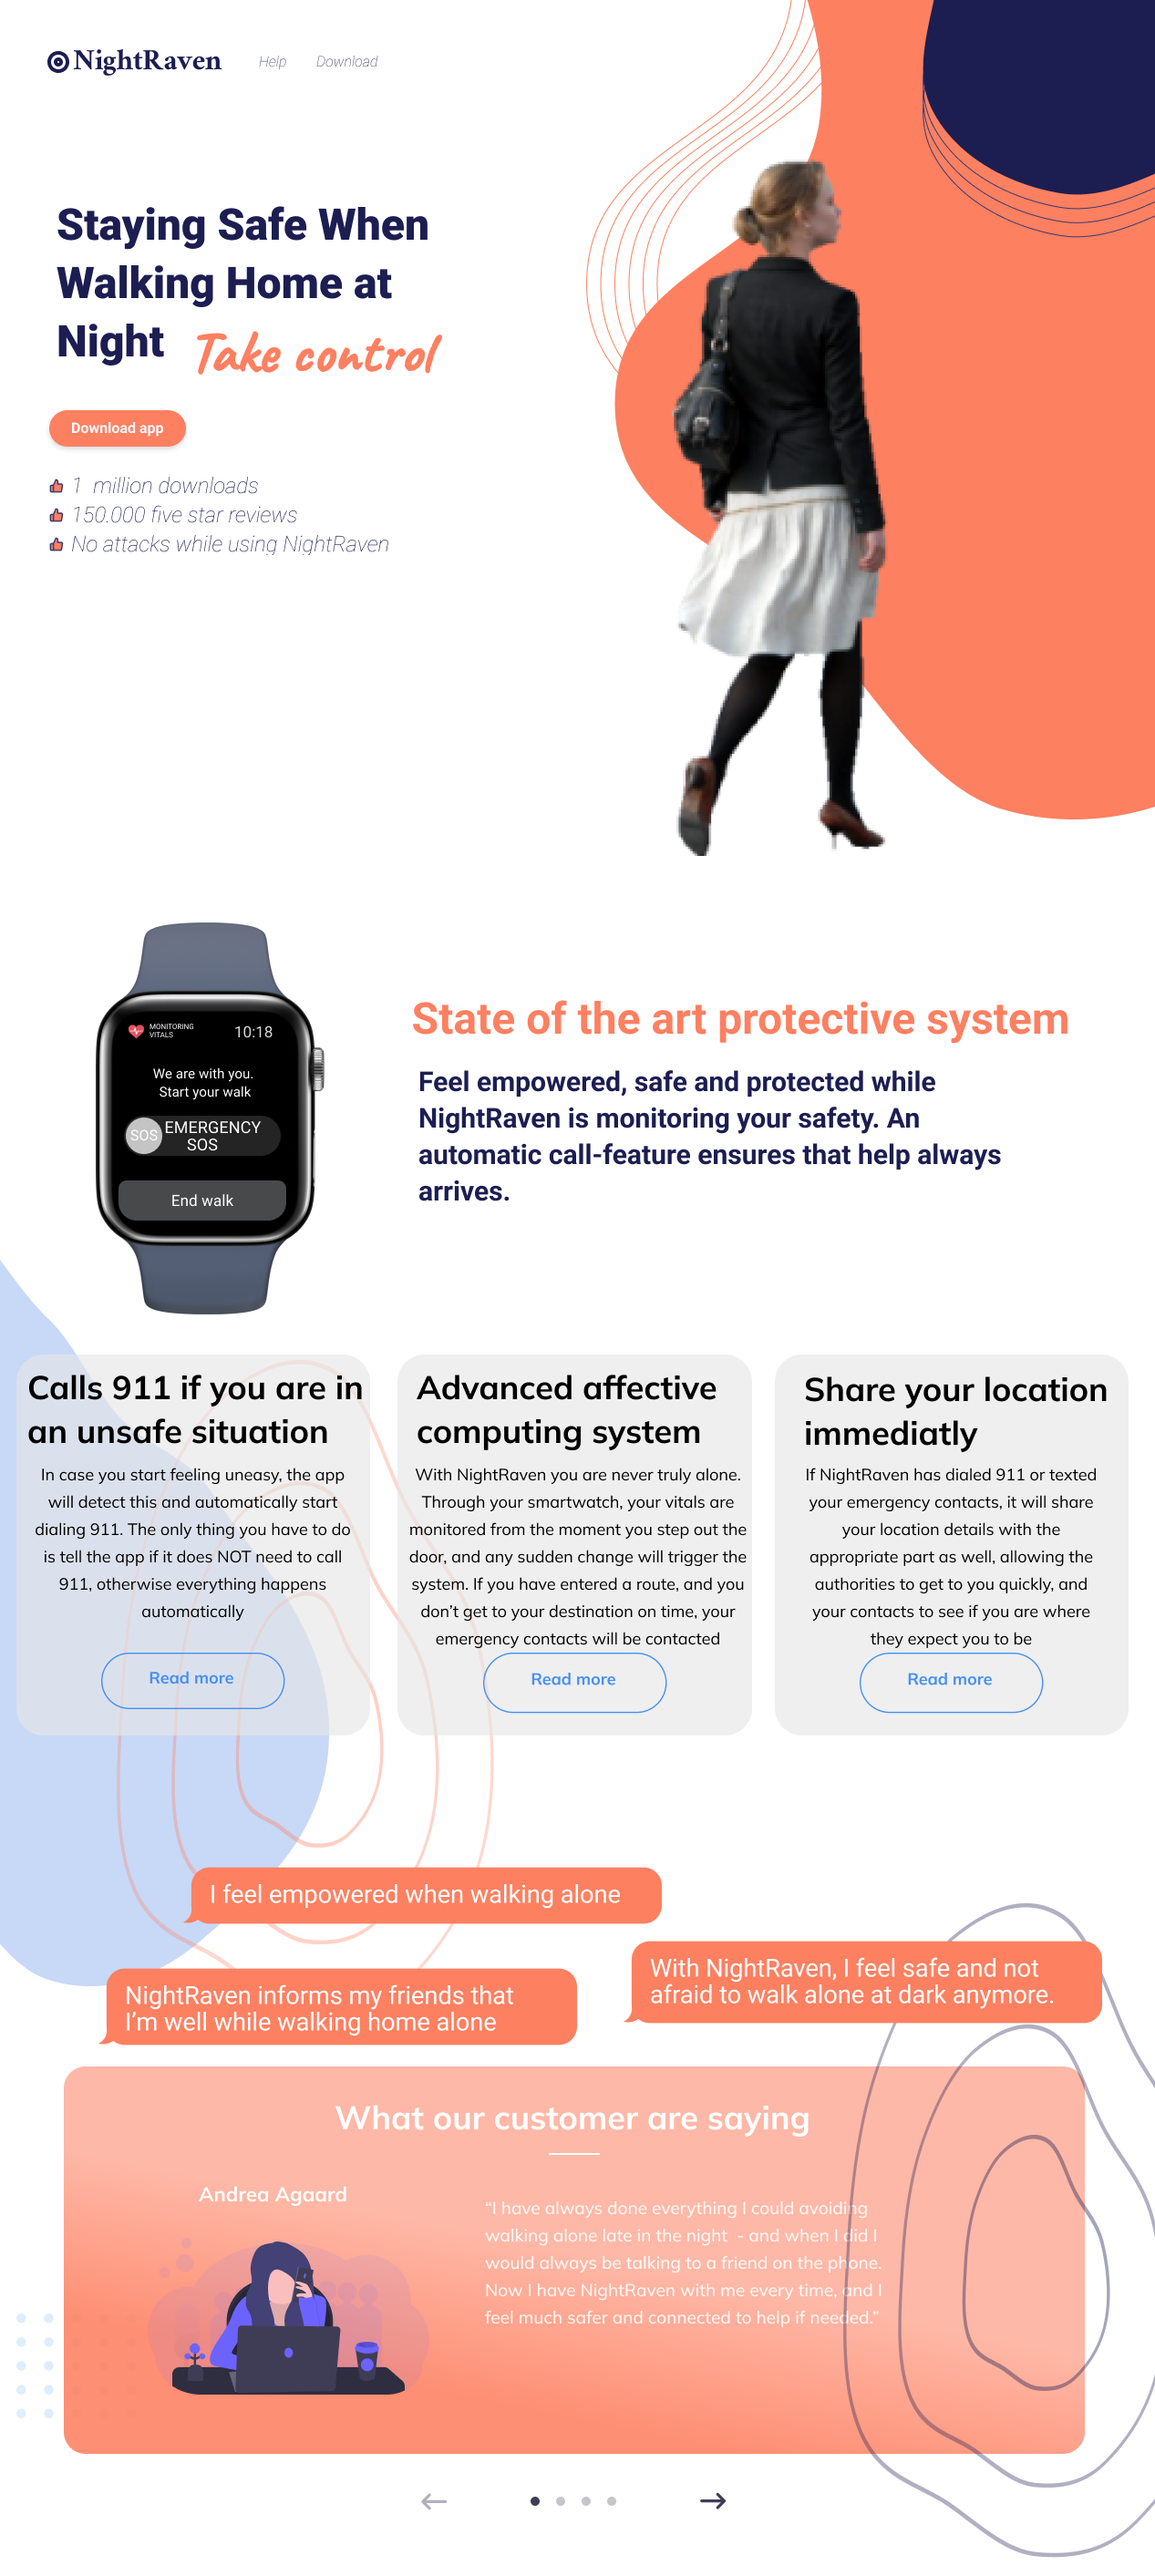 NightRaven
Help
Download
Staying Safe When
Walking Home at
Night
Take control
Download app
1 million downloads
150.000 five star reviews
No attacks while using NightRaven
MONITORING
VITALS
10:18
We are with you.
Start your walk
SOS
EMERGENCY
SOS
End walk
State of the art protective system
Feel empowered, safe and protected while
NightRaven is monitoring your safety. An
automatic call-feature ensures that help always
arrives.
Calls 911 if you are in
an unsafe situation
In case you start feeling uneasy, the app
will detect this and automatically start
dialing 911. The only thing you have to do
is tell the app if it does NOT need to call
911, otherwise everything happens
automatically
Read more
Advanced affective
computing system
With NightRaven you are never truly alone.
Through your smartwatch, your vitals are
monitored from the moment you step out the
door, and any sudden change will trigger the
system. If you have entered a route, and you
don’t get to your destination on time, your
emergency contacts will be contacted
Read more
Share your location
immediatly
If NightRaven has dialed 911 or texted
your emergency contacts, it will share
your location details with the
appropriate part as well, allowing the
authorities to get to you quickly, and
your contacts to see if you are where
they expect you to be
Read more
I feel empowered when walking alone
With NightRaven, I feel safe and not
afraid to walk alone at dark anymore.
NightRaven informs my friends that
I’m well while walking home alone
What our customer are saying
Andrea Agaard
“I have always done everything I could avoiding
walking alone late in the night - and when I did I
would always be talking to a friend on the phone.
Now I have NightRaven with me every time, and I
feel much safer and connected to help if needed.”